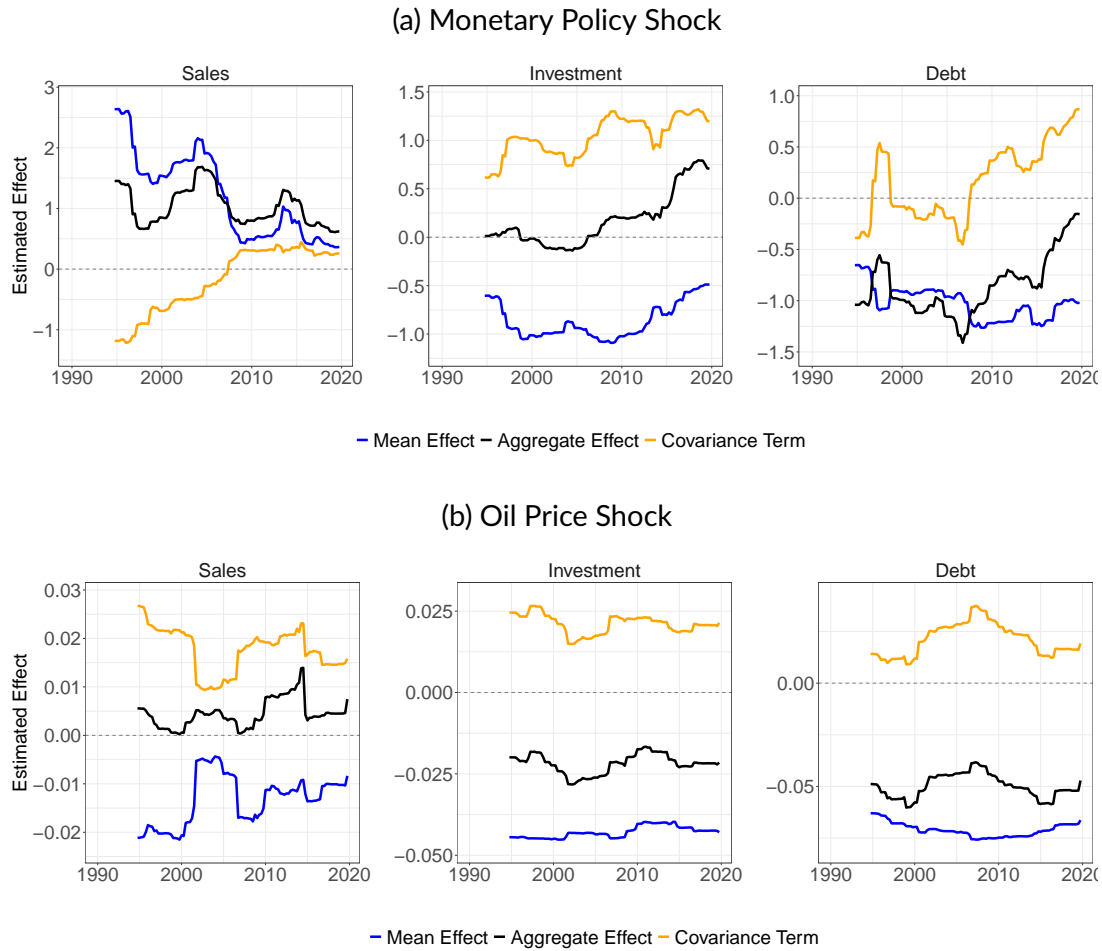 (a) Monetary Policy Shock
Sales
Investment
Debt
Estimated Effect
3
2
1
0
−1
1.5
1.0
0.5
0.0
−0.5
−1.0
1.0
0.5
0.0
−0.5
−1.0
−1.5
1990 2000 2010 2020
1990 2000 2010 2020
1990 2000 2010 2020
Mean Effect Aggregate Effect Covariance Term
(b) Oil Price Shock
Sales
Investment
Debt
Estimated Effect
0.03
0.02
0.01
0.00
−0.01
−0.02
0.025
0.000
−0.025
−0.050
0.00
−0.05
1990 2000 2010 2020
1990 2000 2010 2020
1990 2000 2010 2020
Mean Effect Aggregate Effect Covariance Term